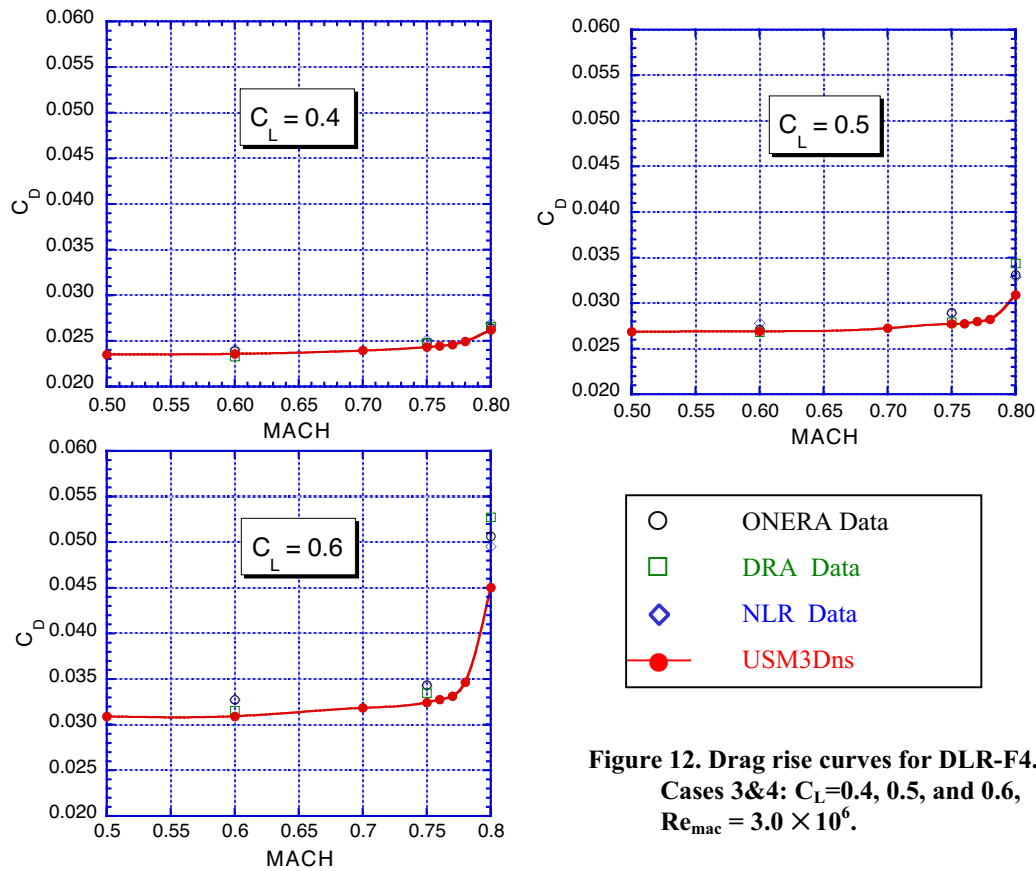 0.060
0.055
0.050
0.045
0.040
0.035
0.030
0.025
0.020
C_D
C_L = 0.4
0.50 0.55 0.60 0.65 0.70 0.75 0.80
MACH
0.060
0.055
0.050
0.045
0.040
0.035
0.030
0.025
0.020
C_D
C_L = 0.5
0.50 0.55 0.60 0.65 0.70 0.75 0.80
MACH
0.060
0.055
0.050
0.045
0.040
0.035
0.030
0.025
0.020
C_D
C_L = 0.6
0.5 0.55 0.6 0.65 0.7 0.75 0.8
MACH
ONERA Data
DRA Data
NLR Data
USM3Dns
Figure 12. Drag rise curves for DLR-F4.
Cases 3&4: C_L=0.4, 0.5, and 0.6,
Re_mac = 3.0 × 10⁶.